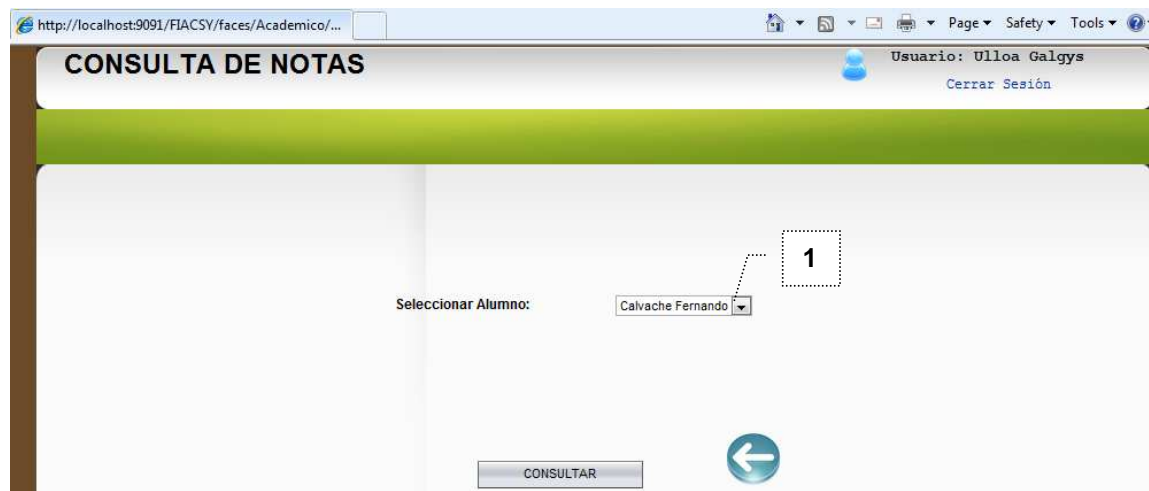 http://localhost:9091/FIACSY/faces/Academico/...
Page Safety Tools
CONSULTA DE NOTAS
Usuario: Ulloa Galgys
Cerrar Sesión
1
Seleccionar Alumno: Calvache Fernando
CONSULTAR